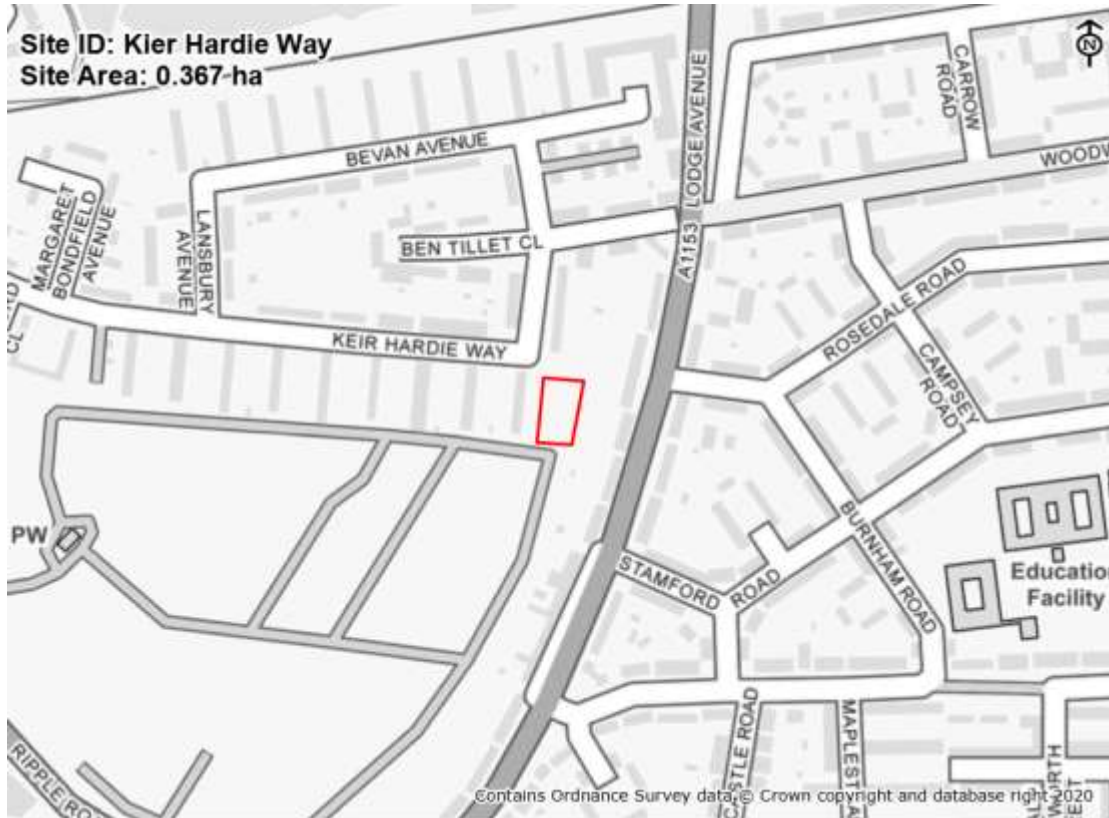 Site ID: Kier Hardie Way
Site Area: 0.367 ha
N
CARROW
ROAD
A1153 LODGE AVENUE
BEVAN AVENUE
WOODW
MARGARET
BONDFIELD
AVENUE
LANSBURY
AVENUE
BEN TILLET CL
ROSEDALE ROAD
CL
KEIR HARDIE WAY
CAMPSEY
ROAD
BURNHAM ROAD
PW
STAMFORD
ROAD
Education
Facility
RIPPLE RO
CASTLE ROAD
MAPLEST
WORTH
Contains Ordnance Survey data © Crown copyright and database right 2020